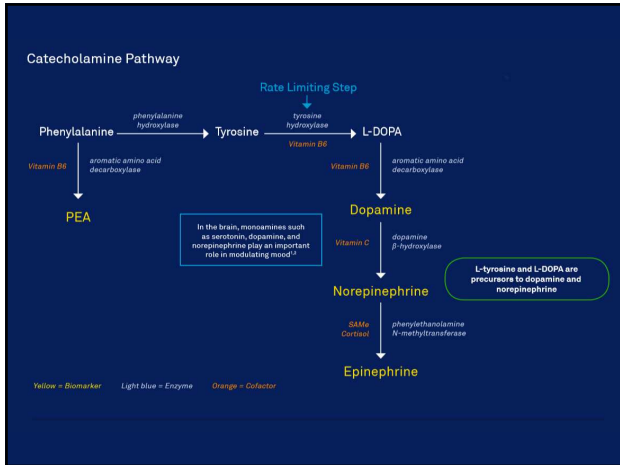 Catecholamine Pathway
Rate Limiting Step
phenylalanine
hydroxylase
tyrosine
hydroxylase
Phenylalanine
Tyrosine
L-DOPA
Vitamin B6
Vitamin B6
aromatic amino acid
decarboxylase
Vitamin B6
aromatic amino acid
decarboxylase
PEA
Dopamine
In the brain, monoamines such
as serotonin, dopamine, and
norepinephrine play an important
role in modulating mood¹,²
Vitamin C
dopamine
β-hydroxylase
L-tyrosine and L-DOPA are
precursors to dopamine and
norepinephrine
Norepinephrine
SAMe
Cortisol
phenylethanolamine
N-methyltransferase
Epinephrine
Yellow = Biomarker
Light blue = Enzyme
Orange = Cofactor